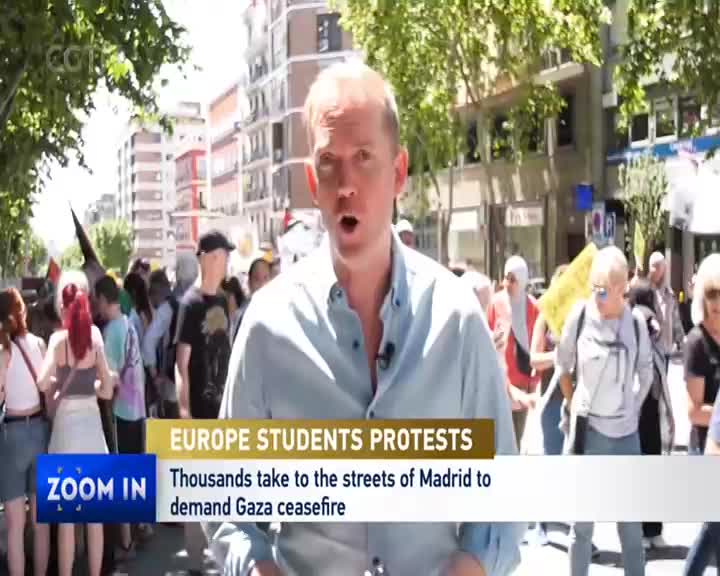 CGTN
EUROPE STUDENTS PROTESTS
ZOOM IN
Thousands take to the streets of Madrid to
demand Gaza ceasefire
P